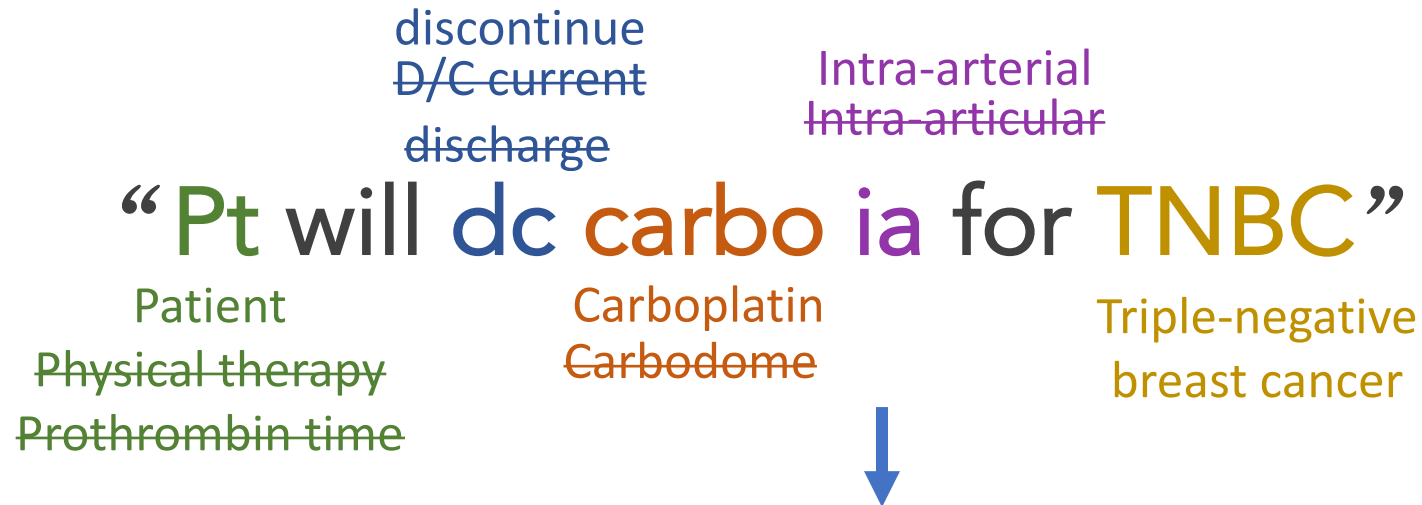 discontinue
D/C current
discharge
Intra-arterial
Intra-articular
“Pt will dc carbo ia for TNBC”
Patient
Physical therapy
Prothrombin time
Carboplatin
Carbodome
Triple-negative
breast cancer